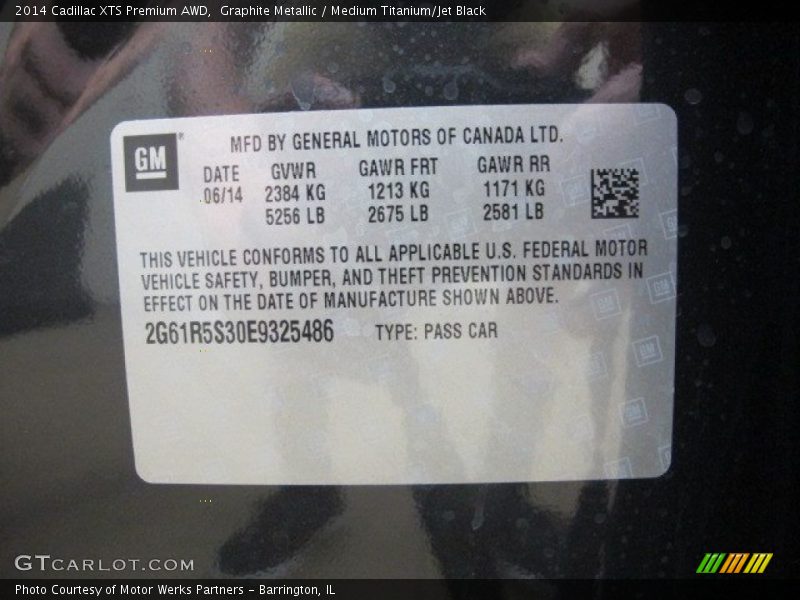 2014 Cadillac XTS Premium AWD,  Graphite Metallic / Medium Titanium/Jet Black
GM®
MFD BY GENERAL MOTORS OF CANADA LTD.
DATE GVWR GAWR FRT GAWR RR
06/14 2384 KG 1213 KG 1171 KG
5256 LB 2675 LB 2581 LB
THIS VEHICLE CONFORMS TO ALL APPLICABLE U.S. FEDERAL MOTOR
VEHICLE SAFETY, BUMPER, AND THEFT PREVENTION STANDARDS IN
EFFECT ON THE DATE OF MANUFACTURE SHOWN ABOVE.
2G61R5S30E9325486 TYPE: PASS CAR
GTCARLOT.COM
Photo Courtesy of Motor Werks Partners - Barrington, IL